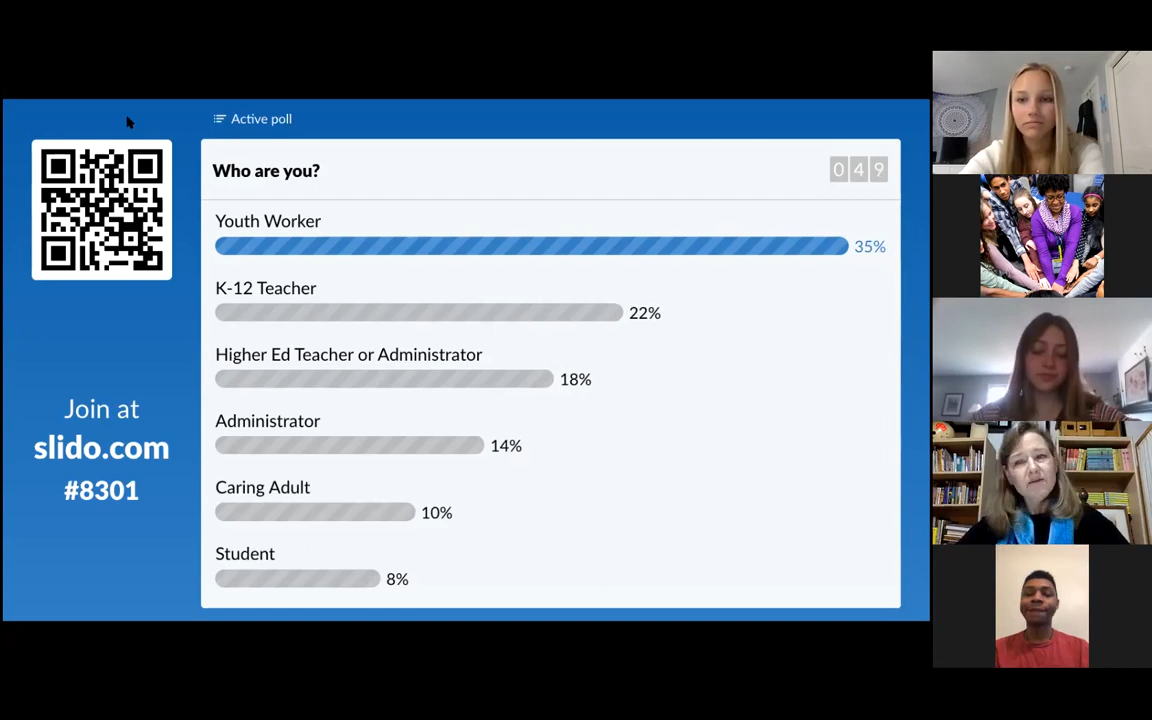 Active poll
Who are you?
049
Youth Worker
35%
K-12 Teacher
22%
Higher Ed Teacher or Administrator
18%
Administrator
14%
Caring Adult
10%
Student
8%
Join at
slido.com
#8301